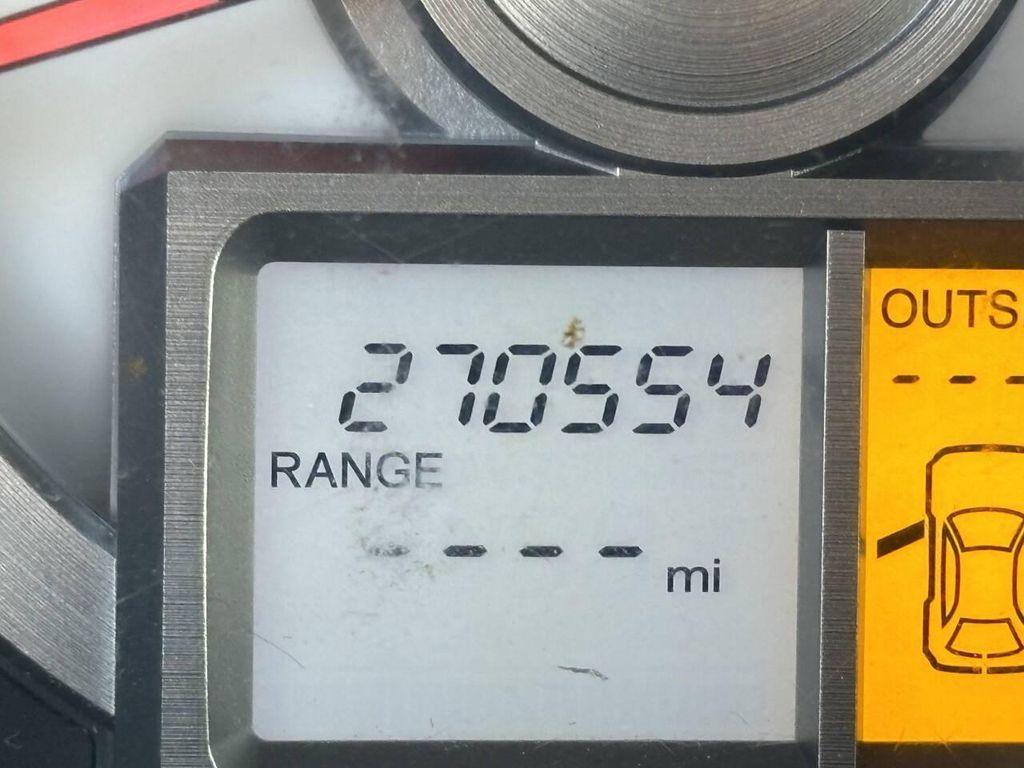 270554
RANGE
---- mi
OUTS
---